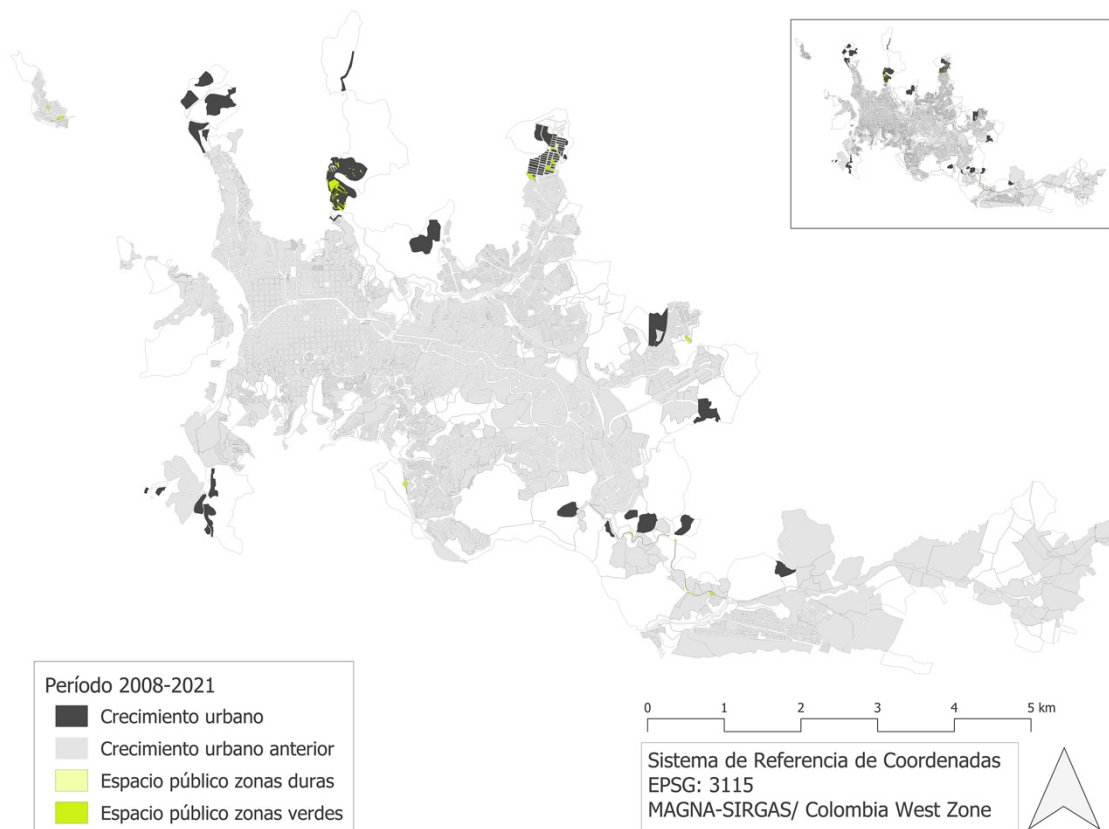 Período 2008-2021
Crecimiento urbano
Crecimiento urbano anterior
Espacio público zonas duras
Espacio público zonas verdes
0 1 2 3 4 5 km
Sistema de Referencia de Coordenadas
EPSG: 3115
MAGNA-SIRGAS/ Colombia West Zone